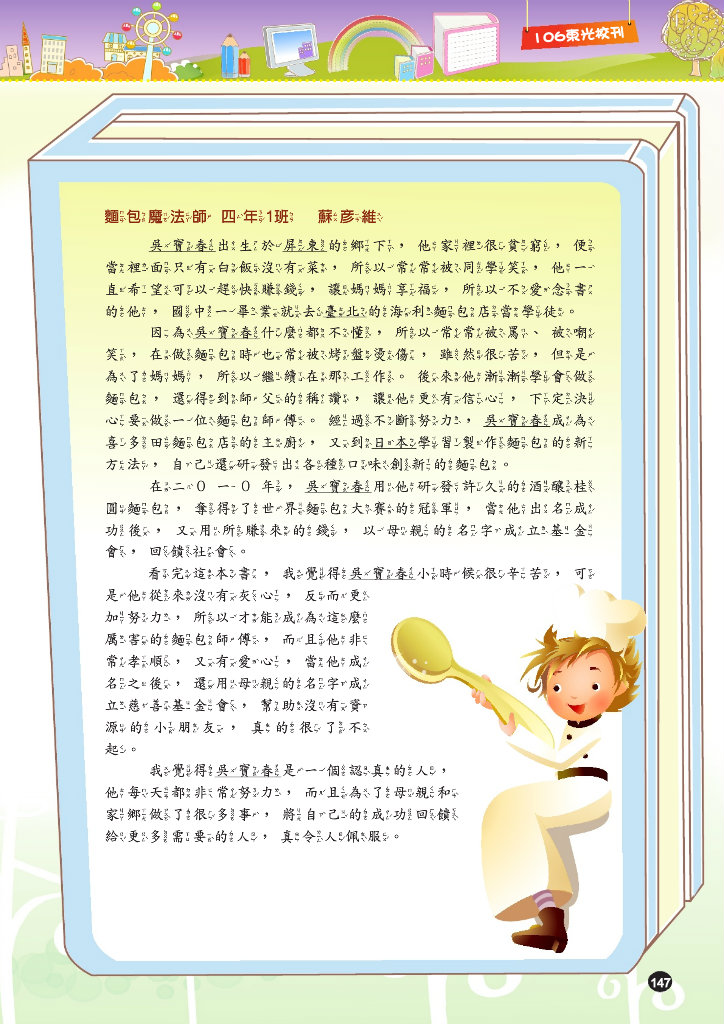 106東光校刊
麵包魔法師 四年1班 蘇彥維
吳寶春出生於屏東的鄉下，他家裡很貧窮，便
當裡面只有白飯沒有菜，所以常常被同學笑，他一
直希望可以趕快賺錢，讓媽媽享福，所以不愛念書
的他，國中一畢業就去臺北的海利麵包店當學徒。
因為吳寶春什麼都不懂，所以常常被罵、被嘲
笑，在做麵包時也常被烤盤燙傷，雖然很苦，但是
為了媽媽，所以繼續在那工作。後來他漸漸學會做
麵包，還得到師父的稱讚，讓他更有信心，下定決
心要做一位麵包師傅。經過不斷努力，吳寶春成為
喜多田麵包店的主廚，又到日本學習製作麵包的新
方法，自己還研發出各種口味創新的麵包。
在二０一０年，吳寶春用他研發許久的酒釀桂
圓麵包，奪得了世界麵包大賽的冠軍，當他出名成
功後，又用所賺來的錢，以母親的名字成立基金
會，回饋社會。
看完這本書，我覺得吳寶春小時候很辛苦，可
是他從來沒有灰心，反而更
加努力，所以才能成為這麼
厲害的麵包師傅，而且他非
常孝順，又有愛心，當他成
名之後，還用母親的名字成
立慈善基金會，幫助沒有資
源的小朋友，真的很了不
起。
我覺得吳寶春是一個認真的人，
他每天都非常努力，而且為了母親和
家鄉做了很多事，將自己的成功回饋
給更多需要的人，真令人佩服。
147